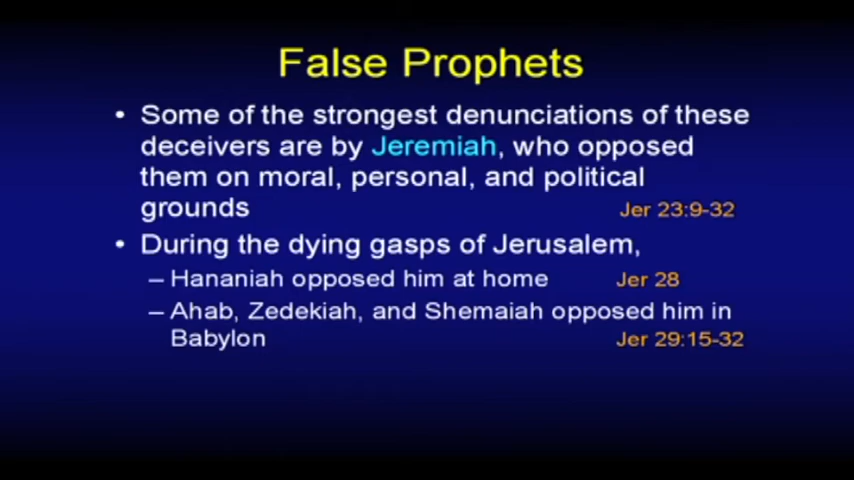 False Prophets
• Some of the strongest denunciations of these
deceivers are by Jeremiah, who opposed
them on moral, personal, and political
grounds Jer 23:9-32
• During the dying gasps of Jerusalem,
– Hananiah opposed him at home Jer 28
– Ahab, Zedekiah, and Shemaiah opposed him in
Babylon Jer 29:15-32